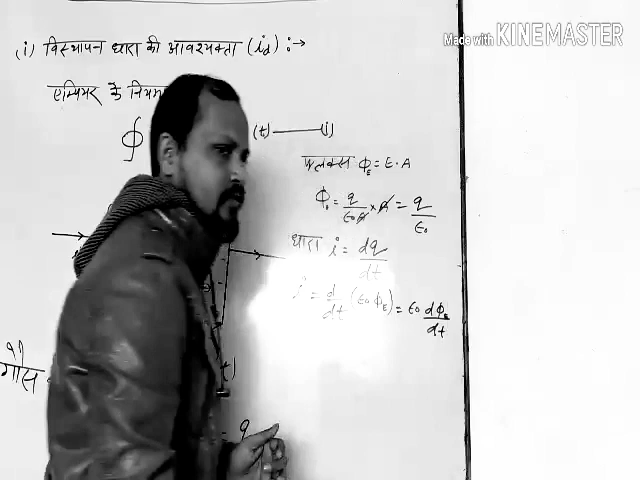 Made with KINEMASTER
(i) विस्थापन धारा की आवश्यकता (id) :→
एम्पियर के नियम
∮ (t) —— (i)
फ्लक्स ϕE = E . A
ϕE = q/ε0A × A = q/ε0
धारा i = dq/dt
i = d/dt (ε0 ϕE) = ε0 dϕE/dt
गॉस
= q